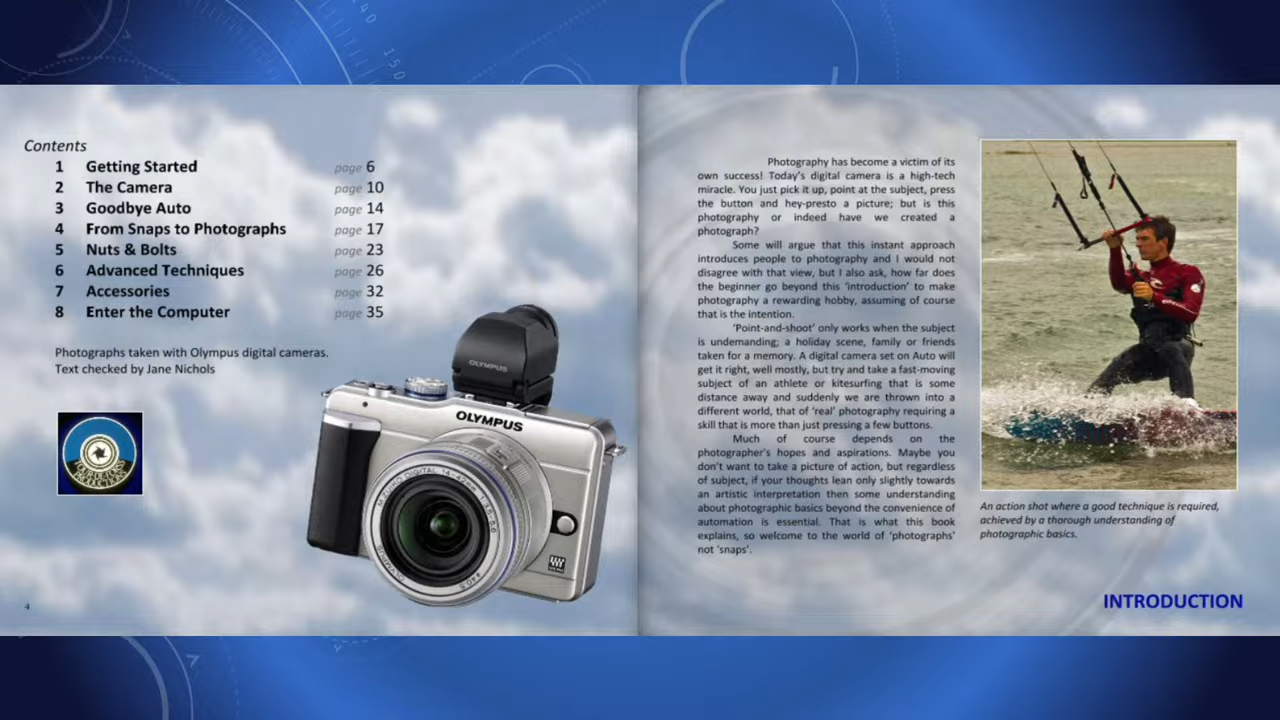 40
150
Contents
1 Getting Started page 6
2 The Camera page 10
3 Goodbye Auto page 14
4 From Snaps to Photographs page 17
5 Nuts & Bolts page 23
6 Advanced Techniques page 26
7 Accessories page 32
8 Enter the Computer page 35
Photographs taken with Olympus digital cameras.
Text checked by Jane Nichols
OLYMPUS
OLYMPUS
4
Photography has become a victim of its
own success! Today's digital camera is a high-tech
miracle. You just pick it up, point at the subject, press
the button and hey-presto a picture; but is this
photography or indeed have we created a
photograph?
Some will argue that this instant approach
introduces people to photography and I would not
disagree with that view, but I also ask, how far does
the beginner go beyond this 'introduction' to make
photography a rewarding hobby, assuming of course
that is the intention.
'Point-and-shoot' only works when the subject
is undemanding; a holiday scene, family or friends
taken for a memory. A digital camera set on Auto will
get it right, well mostly, but try and take a fast-moving
subject of an athlete or kitesurfing that is some
distance away and suddenly we are thrown into a
different world, that of 'real' photography requiring a
skill that is more than just pressing a few buttons.
Much of course depends on the
photographer's hopes and aspirations. Maybe you
don't want to take a picture of action, but regardless
of subject, if your thoughts lean only slightly towards
an artistic interpretation then some understanding
about photographic basics beyond the convenience of
automation is essential. That is what this book
explains, so welcome to the world of 'photographs'
not 'snaps'.
An action shot where a good technique is required,
achieved by a thorough understanding of
photographic basics.
INTRODUCTION